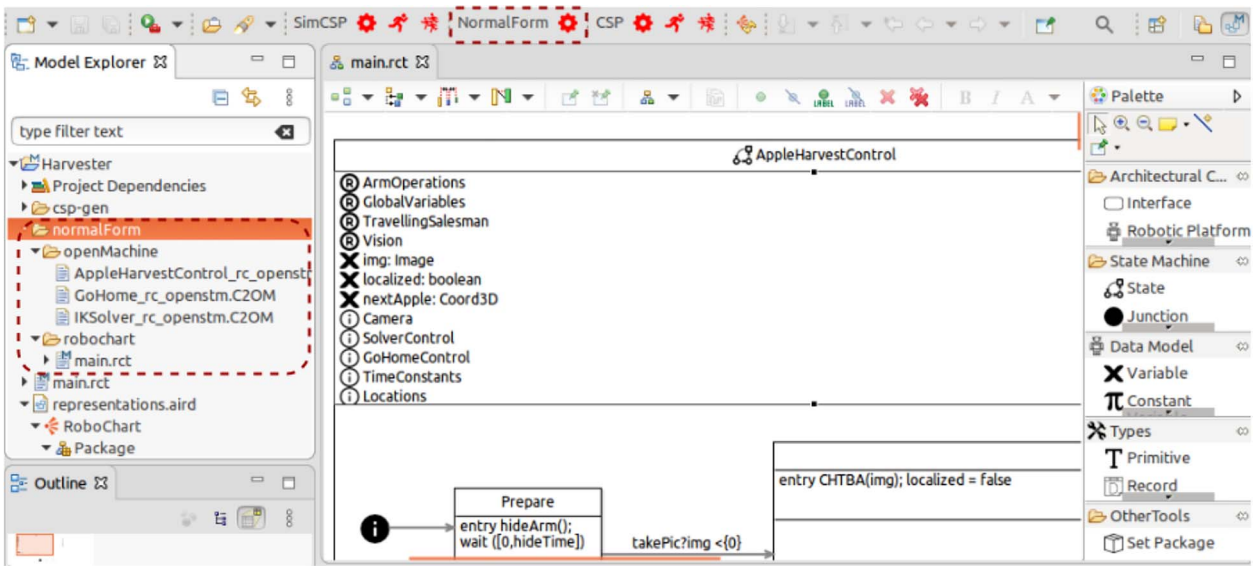 SimCSP NormalForm CSP
Model Explorer
type filter text
Harvester
Project Dependencies
csp-gen
normalForm
openMachine
AppleHarvestControl_rc_openst
GoHome_rc_openstm.C2OM
IKSolver_rc_openstm.C2OM
robochart
main.rct
main.rct
representations.aird
RoboChart
Package
Outline
main.rct
LABEL LABEL B I A
AppleHarvestControl
R ArmOperations
R GlobalVariables
R TravellingSalesman
R Vision
X img: Image
X localized: boolean
X nextApple: Coord3D
i Camera
i SolverControl
i GoHomeControl
i TimeConstants
i Locations
entry CHTBA(img); localized = false
Prepare
entry hideArm();
wait ([0,hideTime])
i
takePic?img <{0}
Palette
Architectural C...
Interface
Robotic Platform
State Machine
State
Junction
Data Model
X Variable
π Constant
Types
T Primitive
Record
OtherTools
Set Package